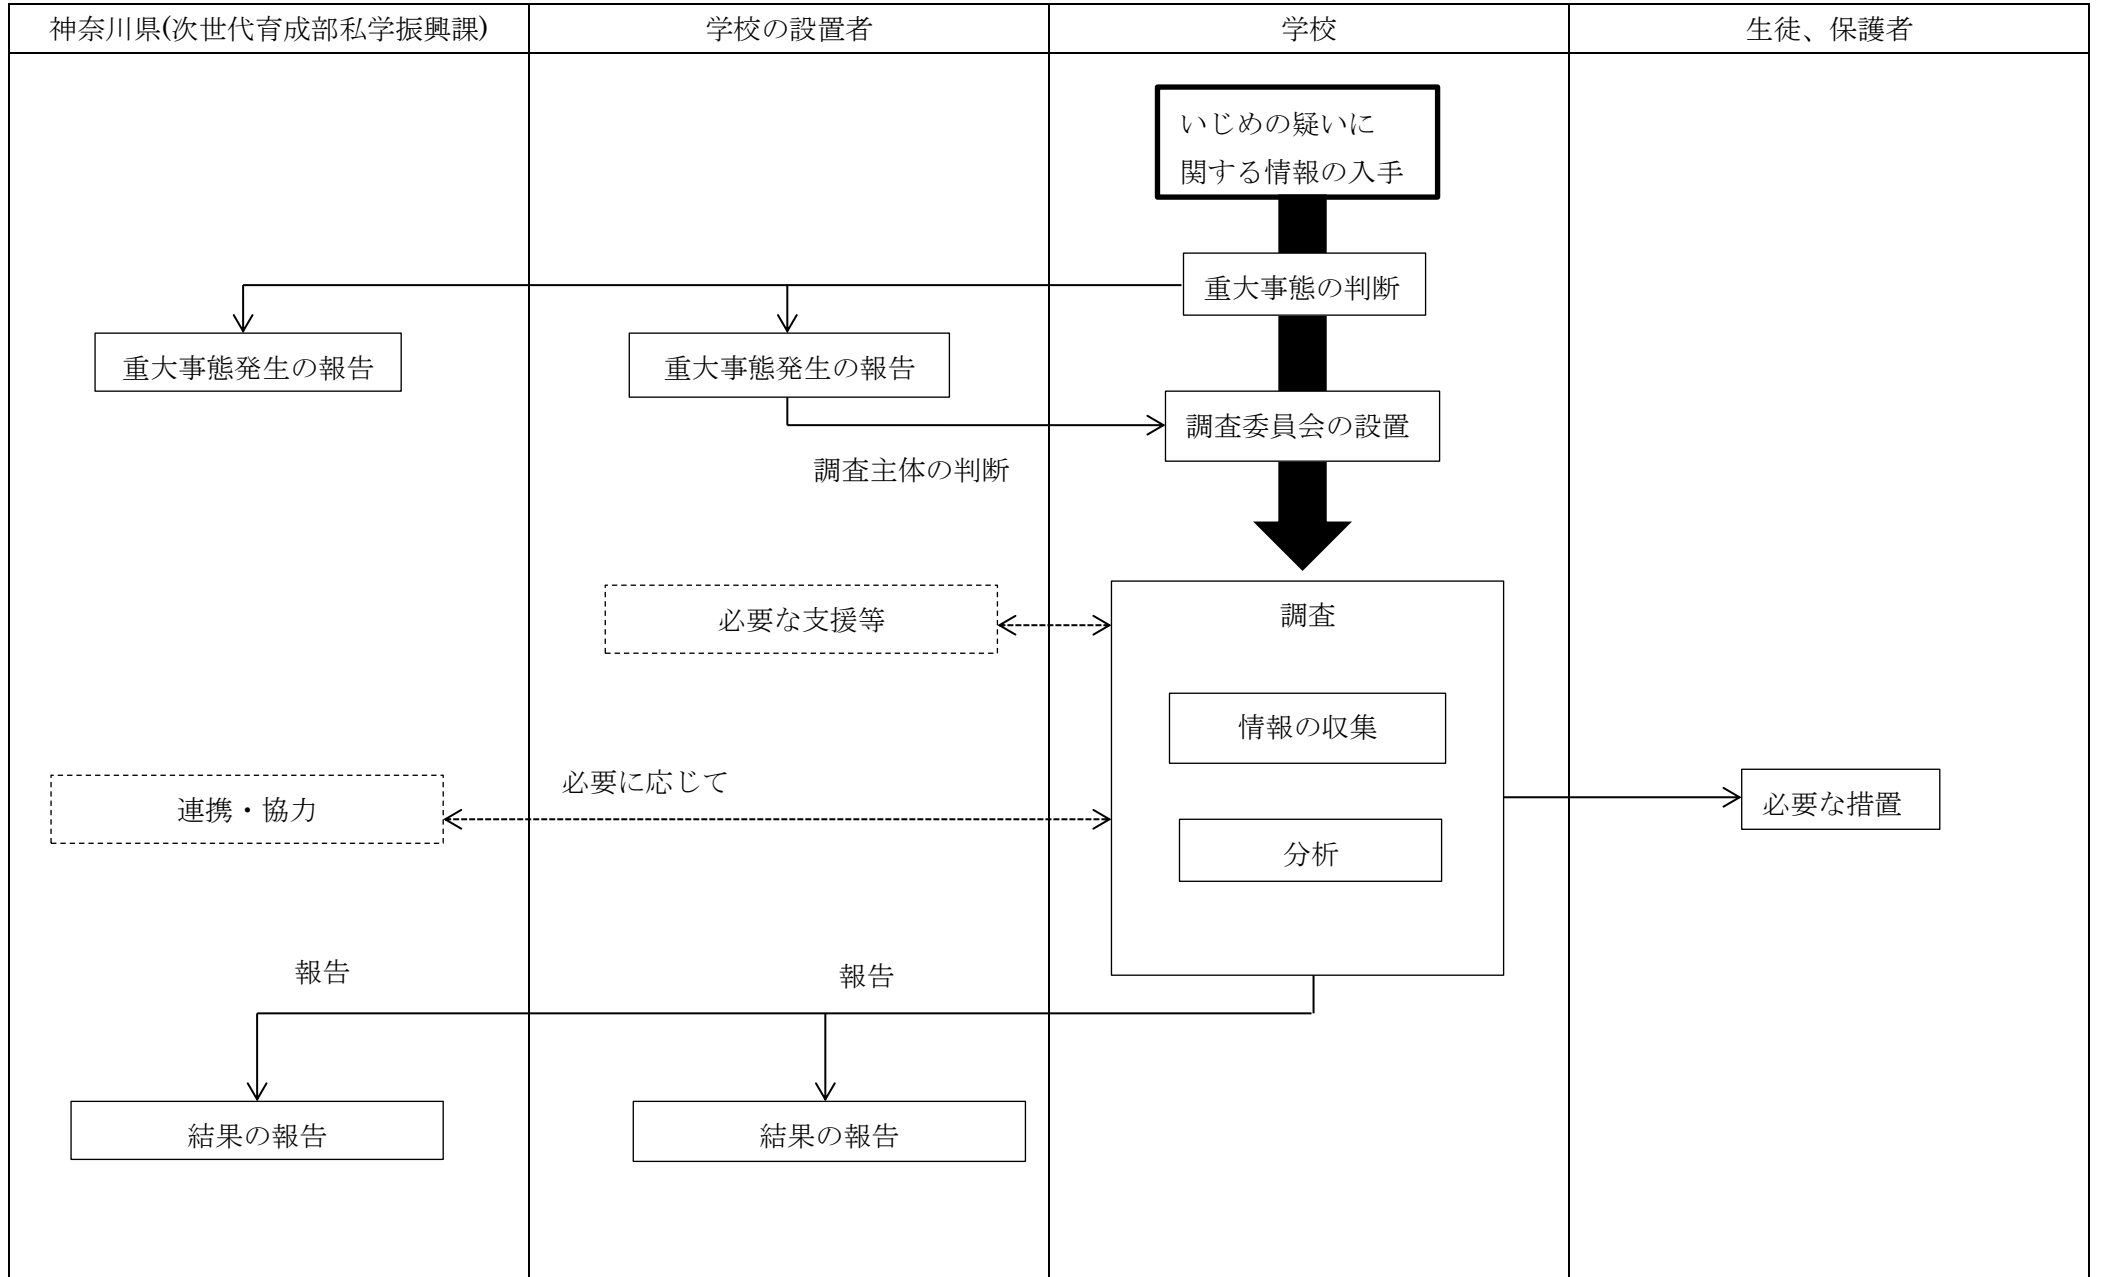 神奈川県(次世代育成部私学振興課)
学校の設置者
学校
生徒、保護者
いじめの疑いに
関する情報の入手
重大事態の判断
重大事態発生の報告
重大事態発生の報告
調査委員会の設置
調査主体の判断
必要な支援等
調査
情報の収集
必要に応じて
連携・協力
必要な措置
分析
報告
報告
結果の報告
結果の報告